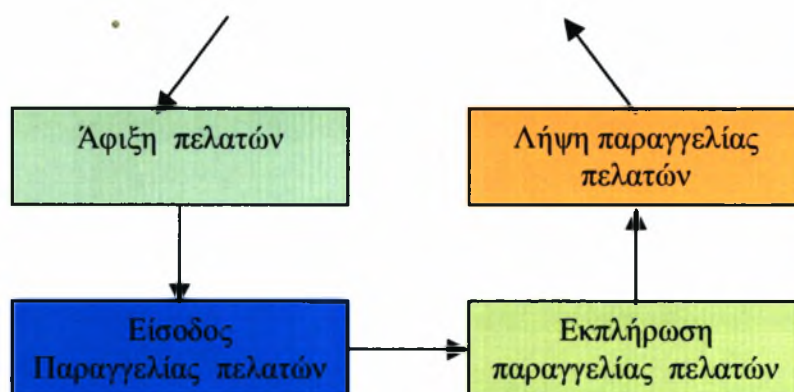 Άφιξη πελατών
Λήψη παραγγελίας
πελατών
Είσοδος
Παραγγελίας πελατών
Εκπλήρωση
παραγγελίας πελατών